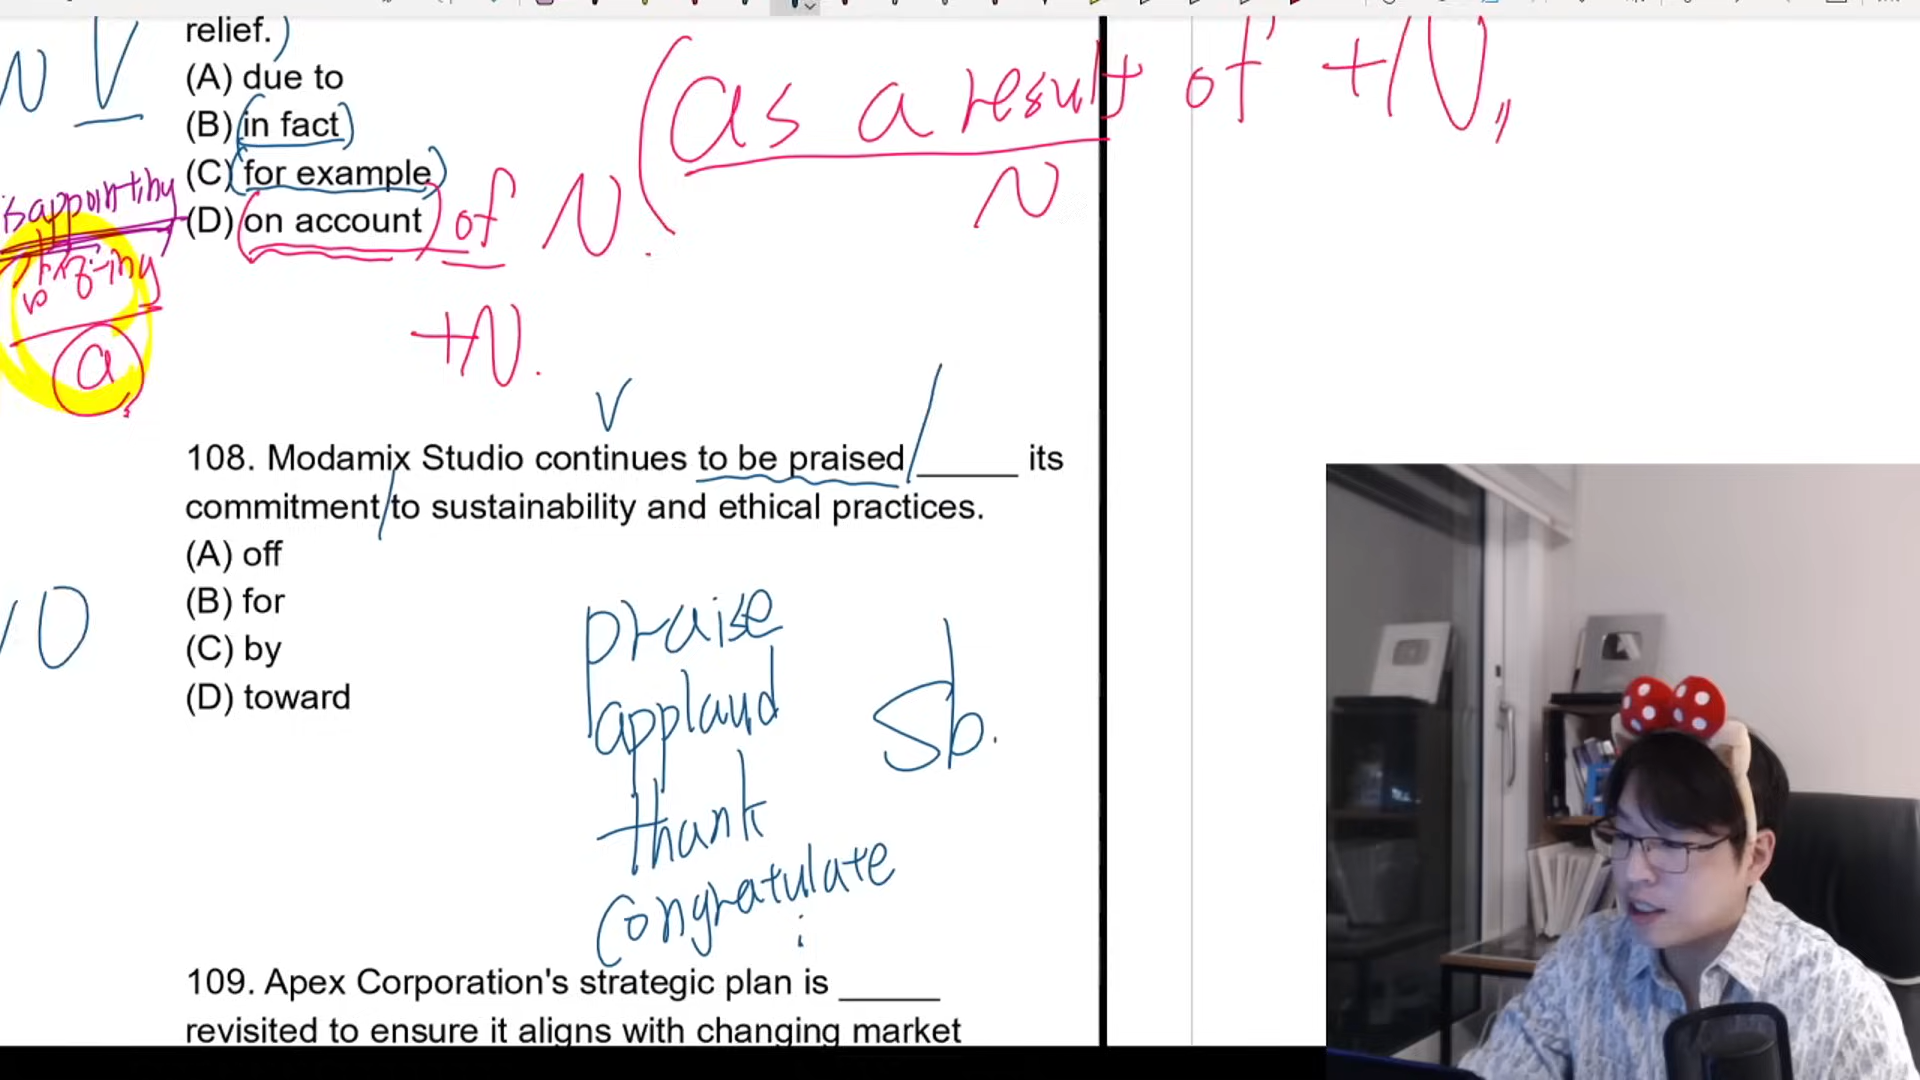 relief.
(A) due to
(B) in fact
(C) for example
(D) on account of N. (as a result of +N,
N
+N.
N V
a
V
108. Modamix Studio continues to be praised / ______ its
commitment / to sustainability and ethical practices.
(A) off
(B) for
(C) by
(D) toward
praise
applaud
thank
congratulate
Sb.
109. Apex Corporation's strategic plan is ______
revisited to ensure it aligns with changing market